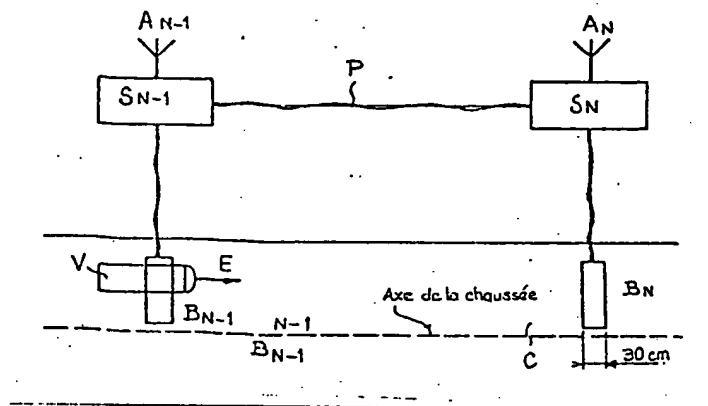 AN-1
AN
P
SN-1
SN
V
E
BN-1
BN
Axe de la chaussée
N-1
BN-1
C
30 cm